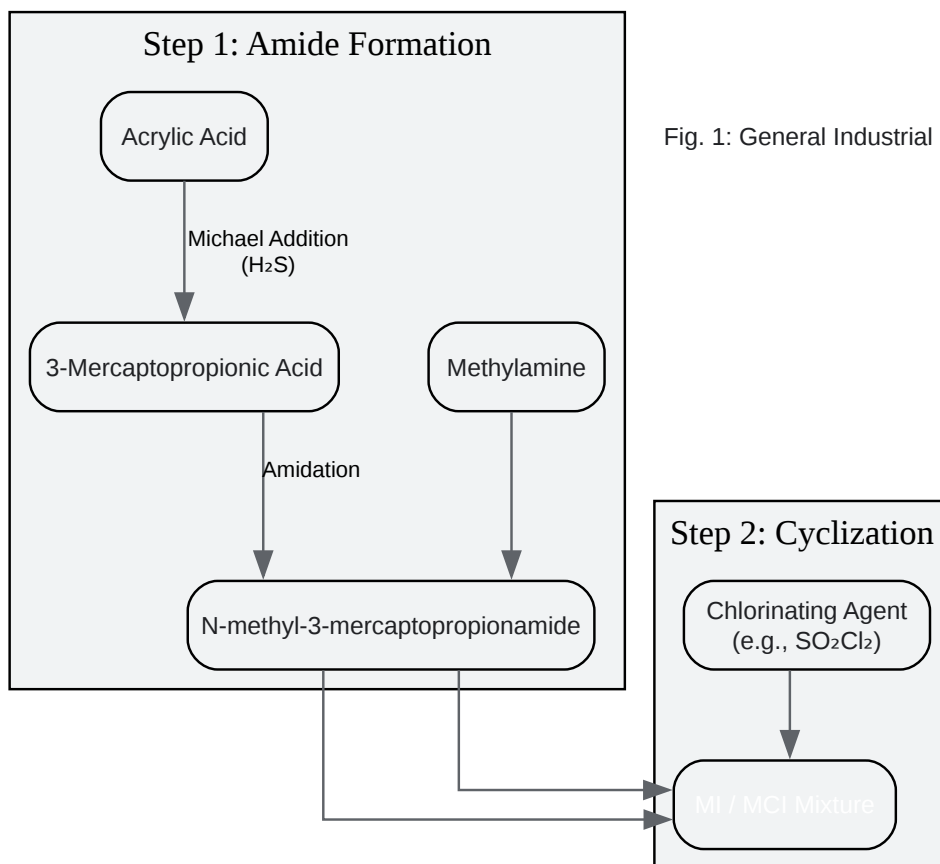 Step 1: Amide Formation
Acrylic Acid
Fig. 1: General Industrial
Michael Addition
(H₂S)
3-Mercaptopropionic Acid
Methylamine
Amidation
Step 2: Cyclization
Chlorinating Agent
(e.g., SO₂Cl₂)
N-methyl-3-mercaptopropionamide
MI / MCI Mixture